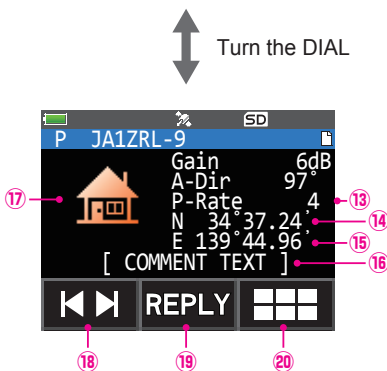 Turn the DIAL
SD
P JA1ZRL-9
Gain 6dB
A-Dir 97°
P-Rate 4
⑬
N 34°37.24'
⑭
E 139°44.96'
⑮
[ COMMENT TEXT ]
⑯
⑰
REPLY
⑱ ⑲ ⑳